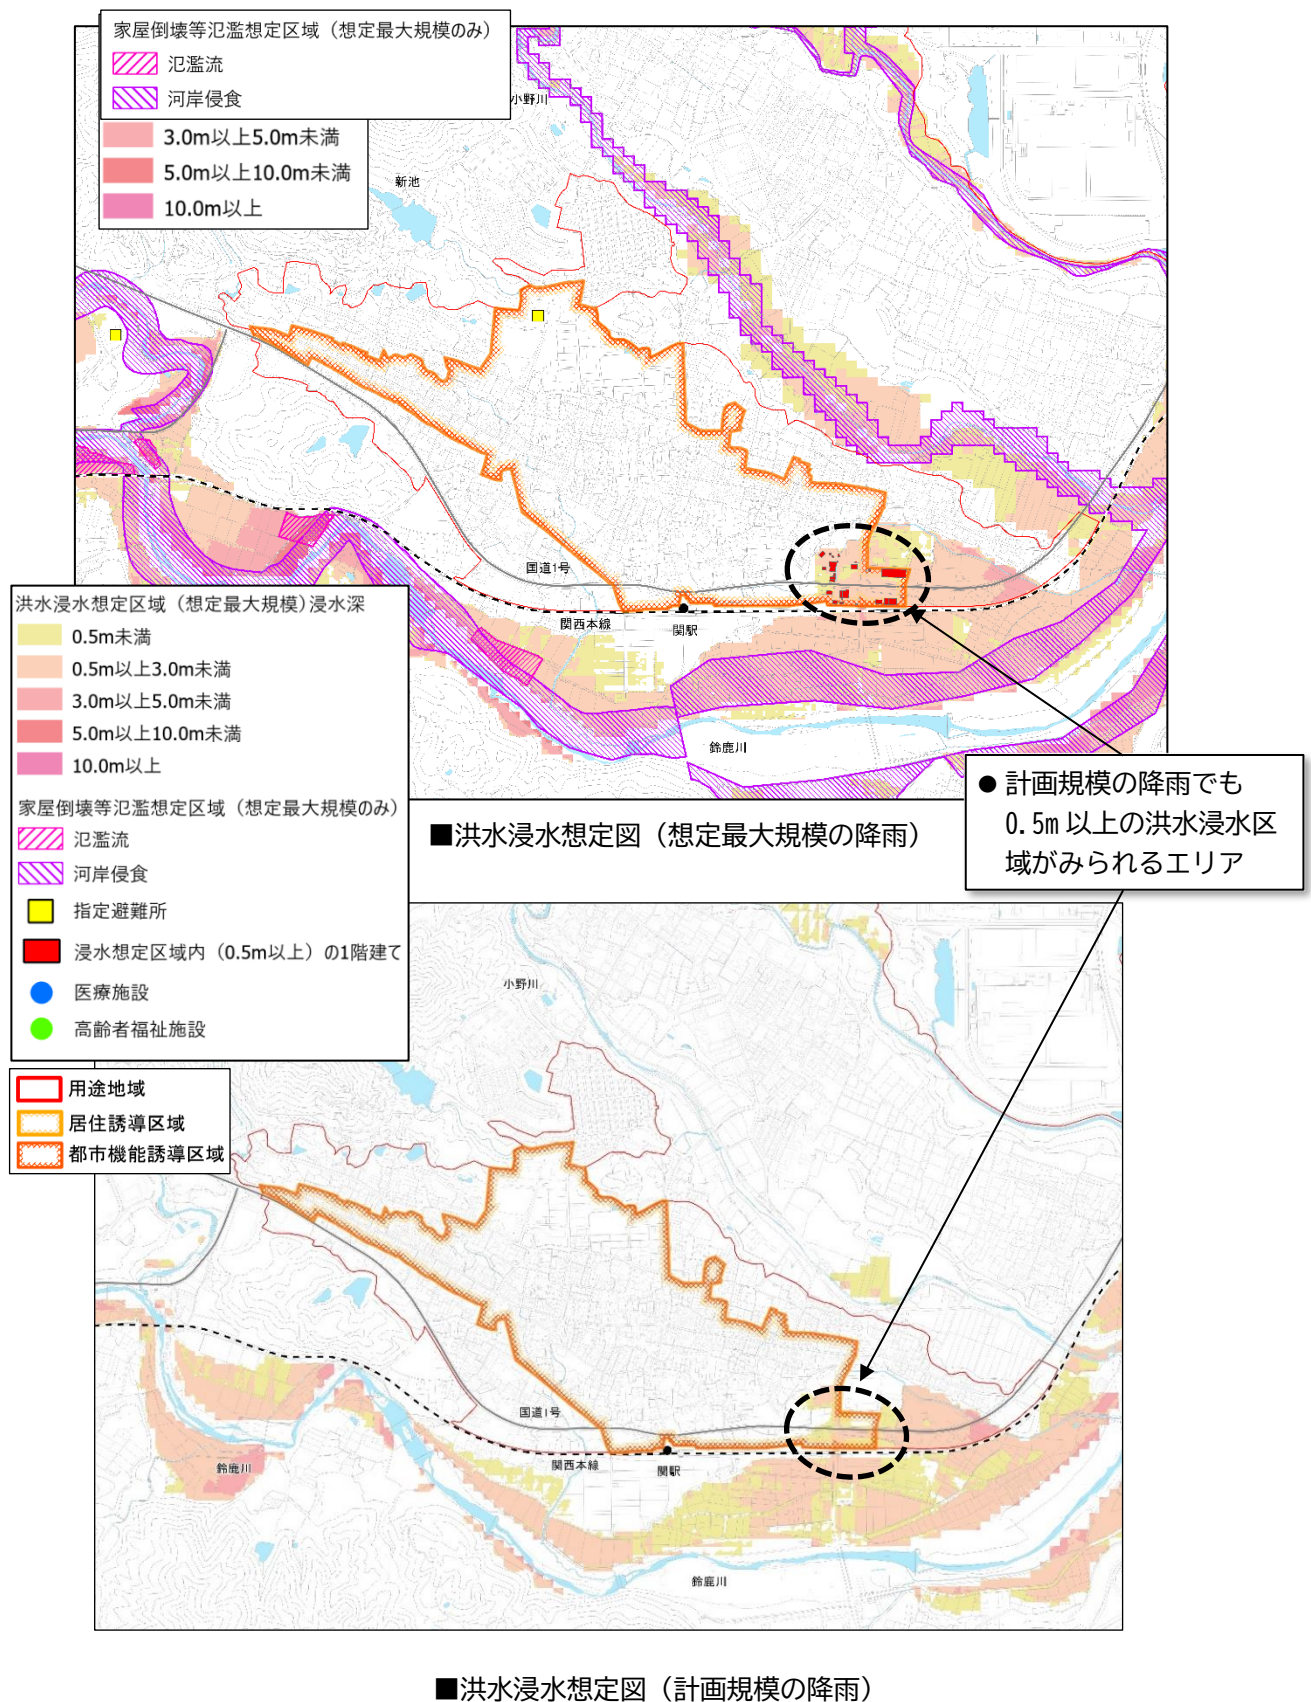 家屋倒壊等氾濫想定区域（想定最大規模のみ）
氾濫流
河岸侵食
3.0m以上5.0m未満
5.0m以上10.0m未満
10.0m以上
小野川
新池
国道1号
関西本線
関駅
鈴鹿川
洪水浸水想定区域（想定最大規模）浸水深
0.5m未満
0.5m以上3.0m未満
3.0m以上5.0m未満
5.0m以上10.0m未満
10.0m以上
家屋倒壊等氾濫想定区域（想定最大規模のみ）
氾濫流
河岸侵食
指定避難所
浸水想定区域内（0.5m以上）の1階建て
医療施設
高齢者福祉施設
用途地域
居住誘導区域
都市機能誘導区域
■洪水浸水想定図（想定最大規模の降雨）
●計画規模の降雨でも
0.5m以上の洪水浸水区
域がみられるエリア
小野川
国道1号
関西本線
関駅
鈴鹿川
鈴鹿川
■洪水浸水想定図（計画規模の降雨）